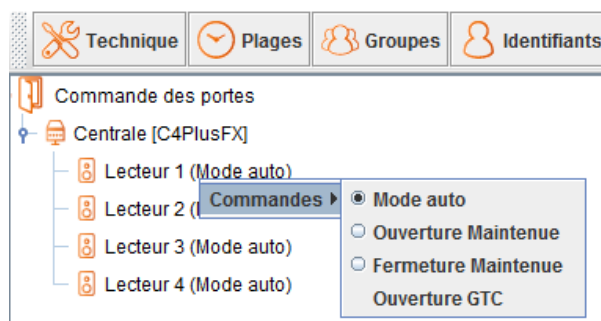 Technique Plages Groupes Identifiants
Commande des portes
Centrale [C4PlusFX]
Lecteur 1 (Mode auto)
Lecteur 2 (
Lecteur 3 (Mode auto)
Lecteur 4 (Mode auto)
Commandes
Mode auto
Ouverture Maintenue
Fermeture Maintenue
Ouverture GTC